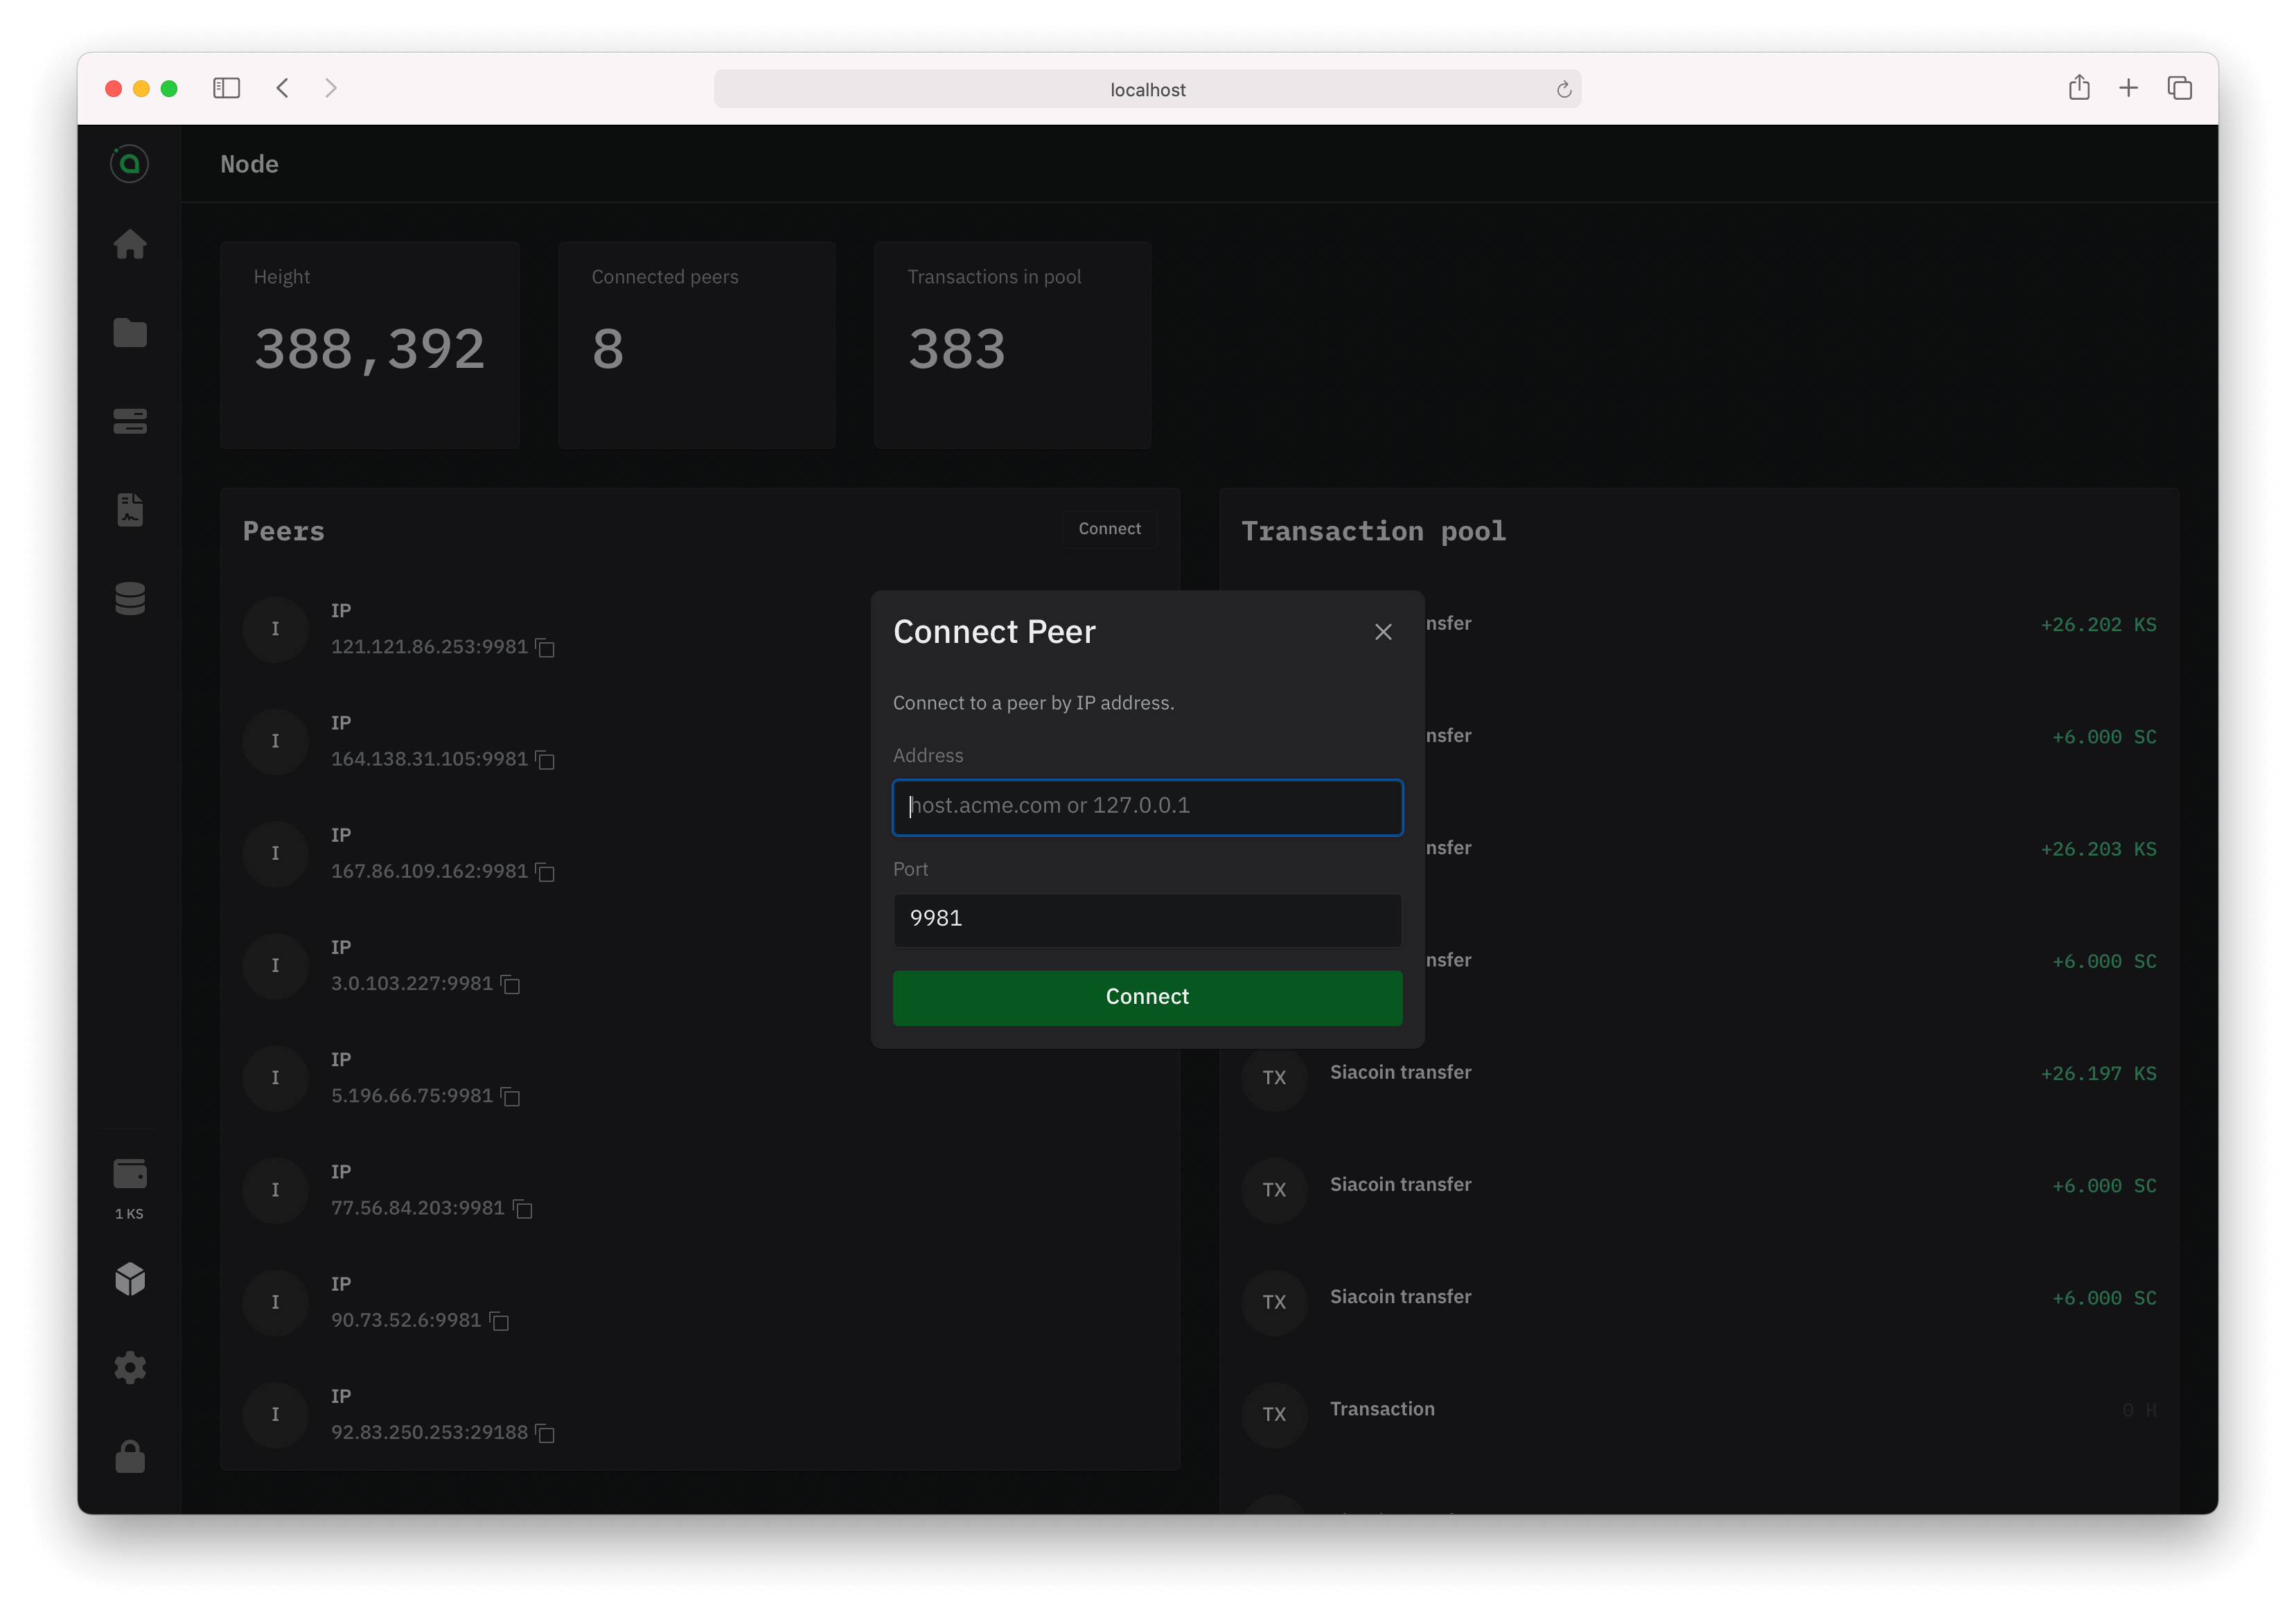 localhost
Node
Height
388,392
Connected peers
8
Transactions in pool
383
Peers
Connect
I
IP
121.121.86.253:9981
I
IP
164.138.31.105:9981
I
IP
167.86.109.162:9981
I
IP
3.0.103.227:9981
I
IP
5.196.66.75:9981
I
IP
77.56.84.203:9981
I
IP
90.73.52.6:9981
I
IP
92.83.250.253:29188
1 KS
Connect Peer
Connect to a peer by IP address.
Address
host.acme.com or 127.0.0.1
Port
9981
Connect
Transaction pool
nsfer
+26.202 KS
nsfer
+6.000 SC
nsfer
+26.203 KS
nsfer
+6.000 SC
TX
Siacoin transfer
+26.197 KS
TX
Siacoin transfer
+6.000 SC
TX
Siacoin transfer
+6.000 SC
TX
Transaction
0 H